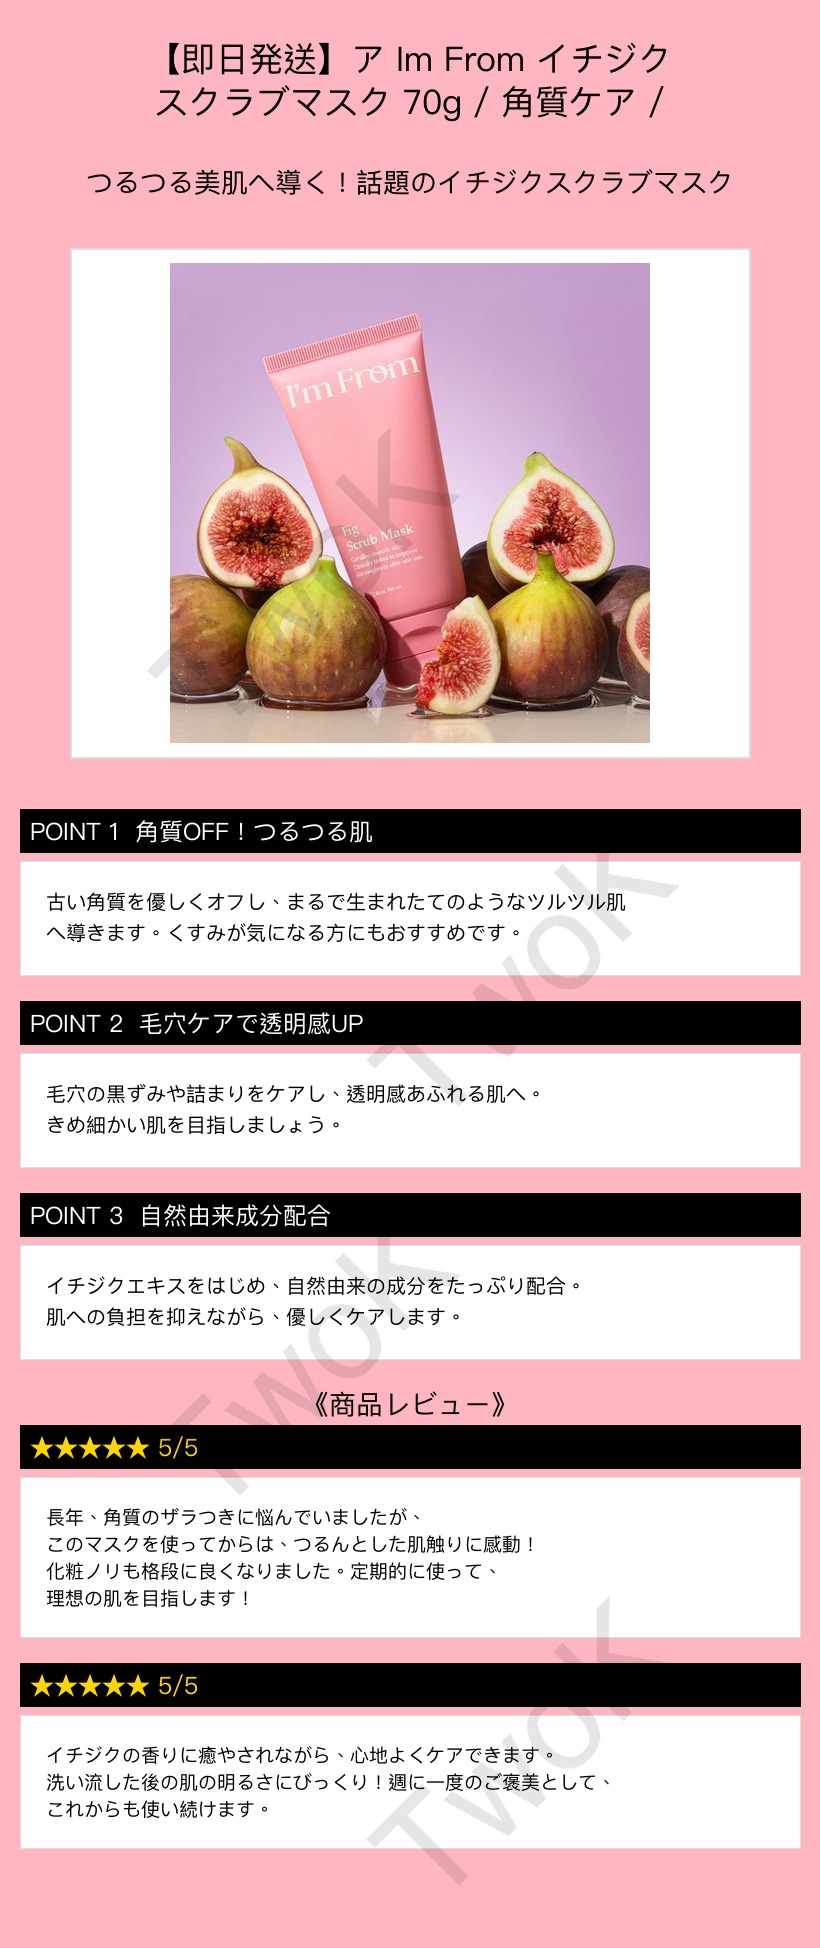 【即日発送】ア Im From イチジク
スクラブマスク 70g / 角質ケア /
つるつる美肌へ導く！話題のイチジクスクラブマスク
I'm From
Fig
Scrub Mask
Get silky, smooth skin.
Clinically tested to improve
skin roughness after one use.
TwoK
POINT 1 角質OFF！つるつる肌
古い角質を優しくオフし、まるで生まれたてのようなツルツル肌
へ導きます。くすみが気になる方にもおすすめです。
TwoK
POINT 2 毛穴ケアで透明感UP
毛穴の黒ずみや詰まりをケアし、透明感あふれる肌へ。
きめ細かい肌を目指しましょう。
POINT 3 自然由来成分配合
イチジクエキスをはじめ、自然由来の成分をたっぷり配合。
肌への負担を抑えながら、優しくケアします。
TwoK
《商品レビュー》
★★★★★ 5/5
長年、角質のザラつきに悩んでいましたが、
このマスクを使ってからは、つるんとした肌触りに感動！
化粧ノリも格段に良くなりました。定期的に使って、
理想の肌を目指します！
★★★★★ 5/5
イチジクの香りに癒やされながら、心地よくケアできます。
洗い流した後の肌の明るさにびっくり！週に一度のご褒美として、
これからも使い続けます。
TwoK